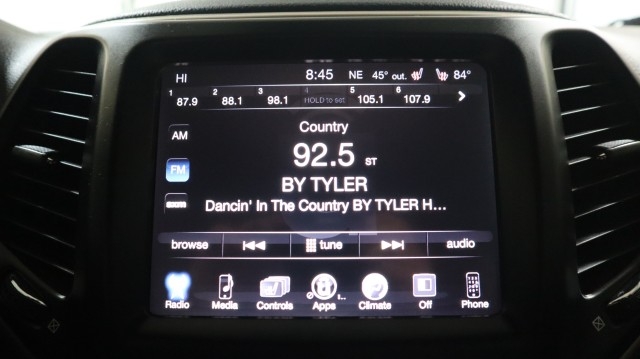 HI 8:45 NE 45° out. 84°
1 87.9 2 88.1 3 98.1 4 HOLD to set 5 105.1 6 107.9
AM
Country
92.5 ST
FM
BY TYLER
Dancin' In The Country BY TYLER H...
browse tune audio
Radio Media Controls Apps Climate Off Phone